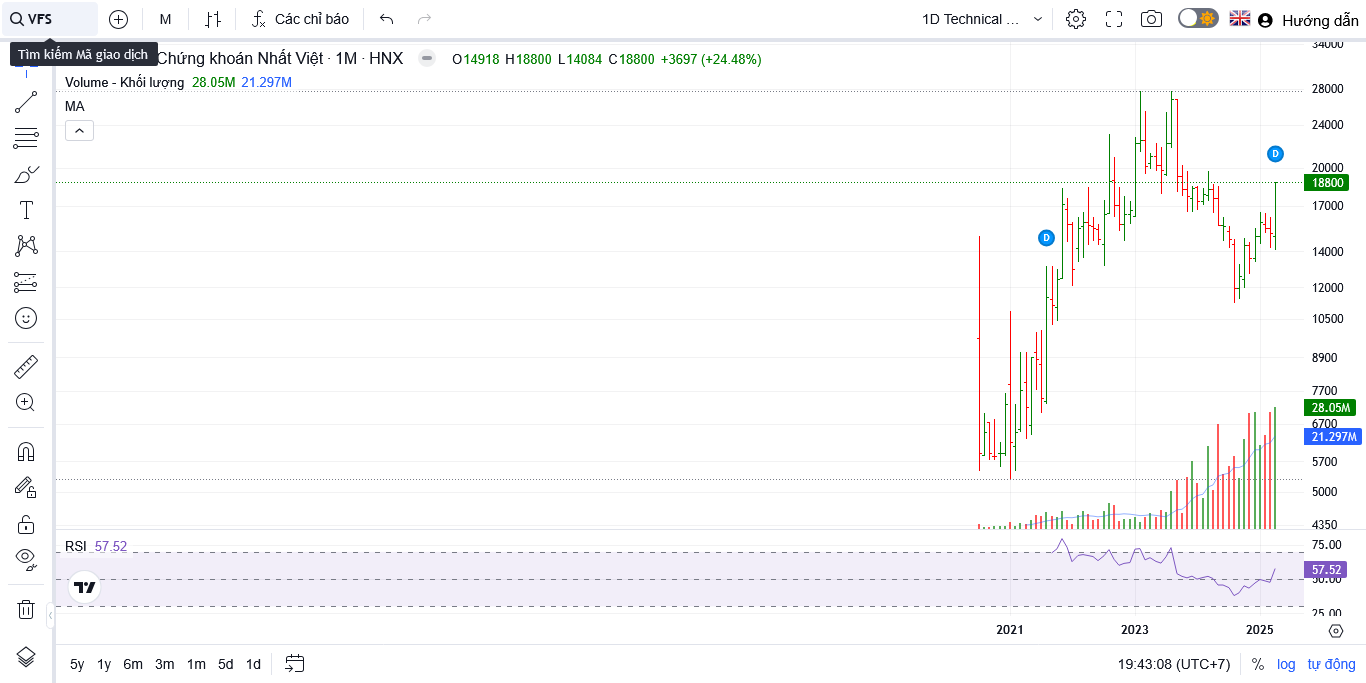 VFS M Các chỉ báo 1D Technical ... Hướng dẫn
Tìm kiếm Mã giao dịch
Chứng khoán Nhất Việt · 1M · HNX O14918 H18800 L14084 C18800 +3697 (+24.48%)
Volume - Khối lượng 28.05M 21.297M
MA
34000
28000
24000
D
20000
18800
17000
D
14000
12000
10500
8900
7700
28.05M
6700
21.297M
5700
5000
4350
RSI 57.52
75.00
57.52
50.00
25.00
2021 2023 2025
5y 1y 6m 3m 1m 5d 1d 19:43:08 (UTC+7) % log tự động